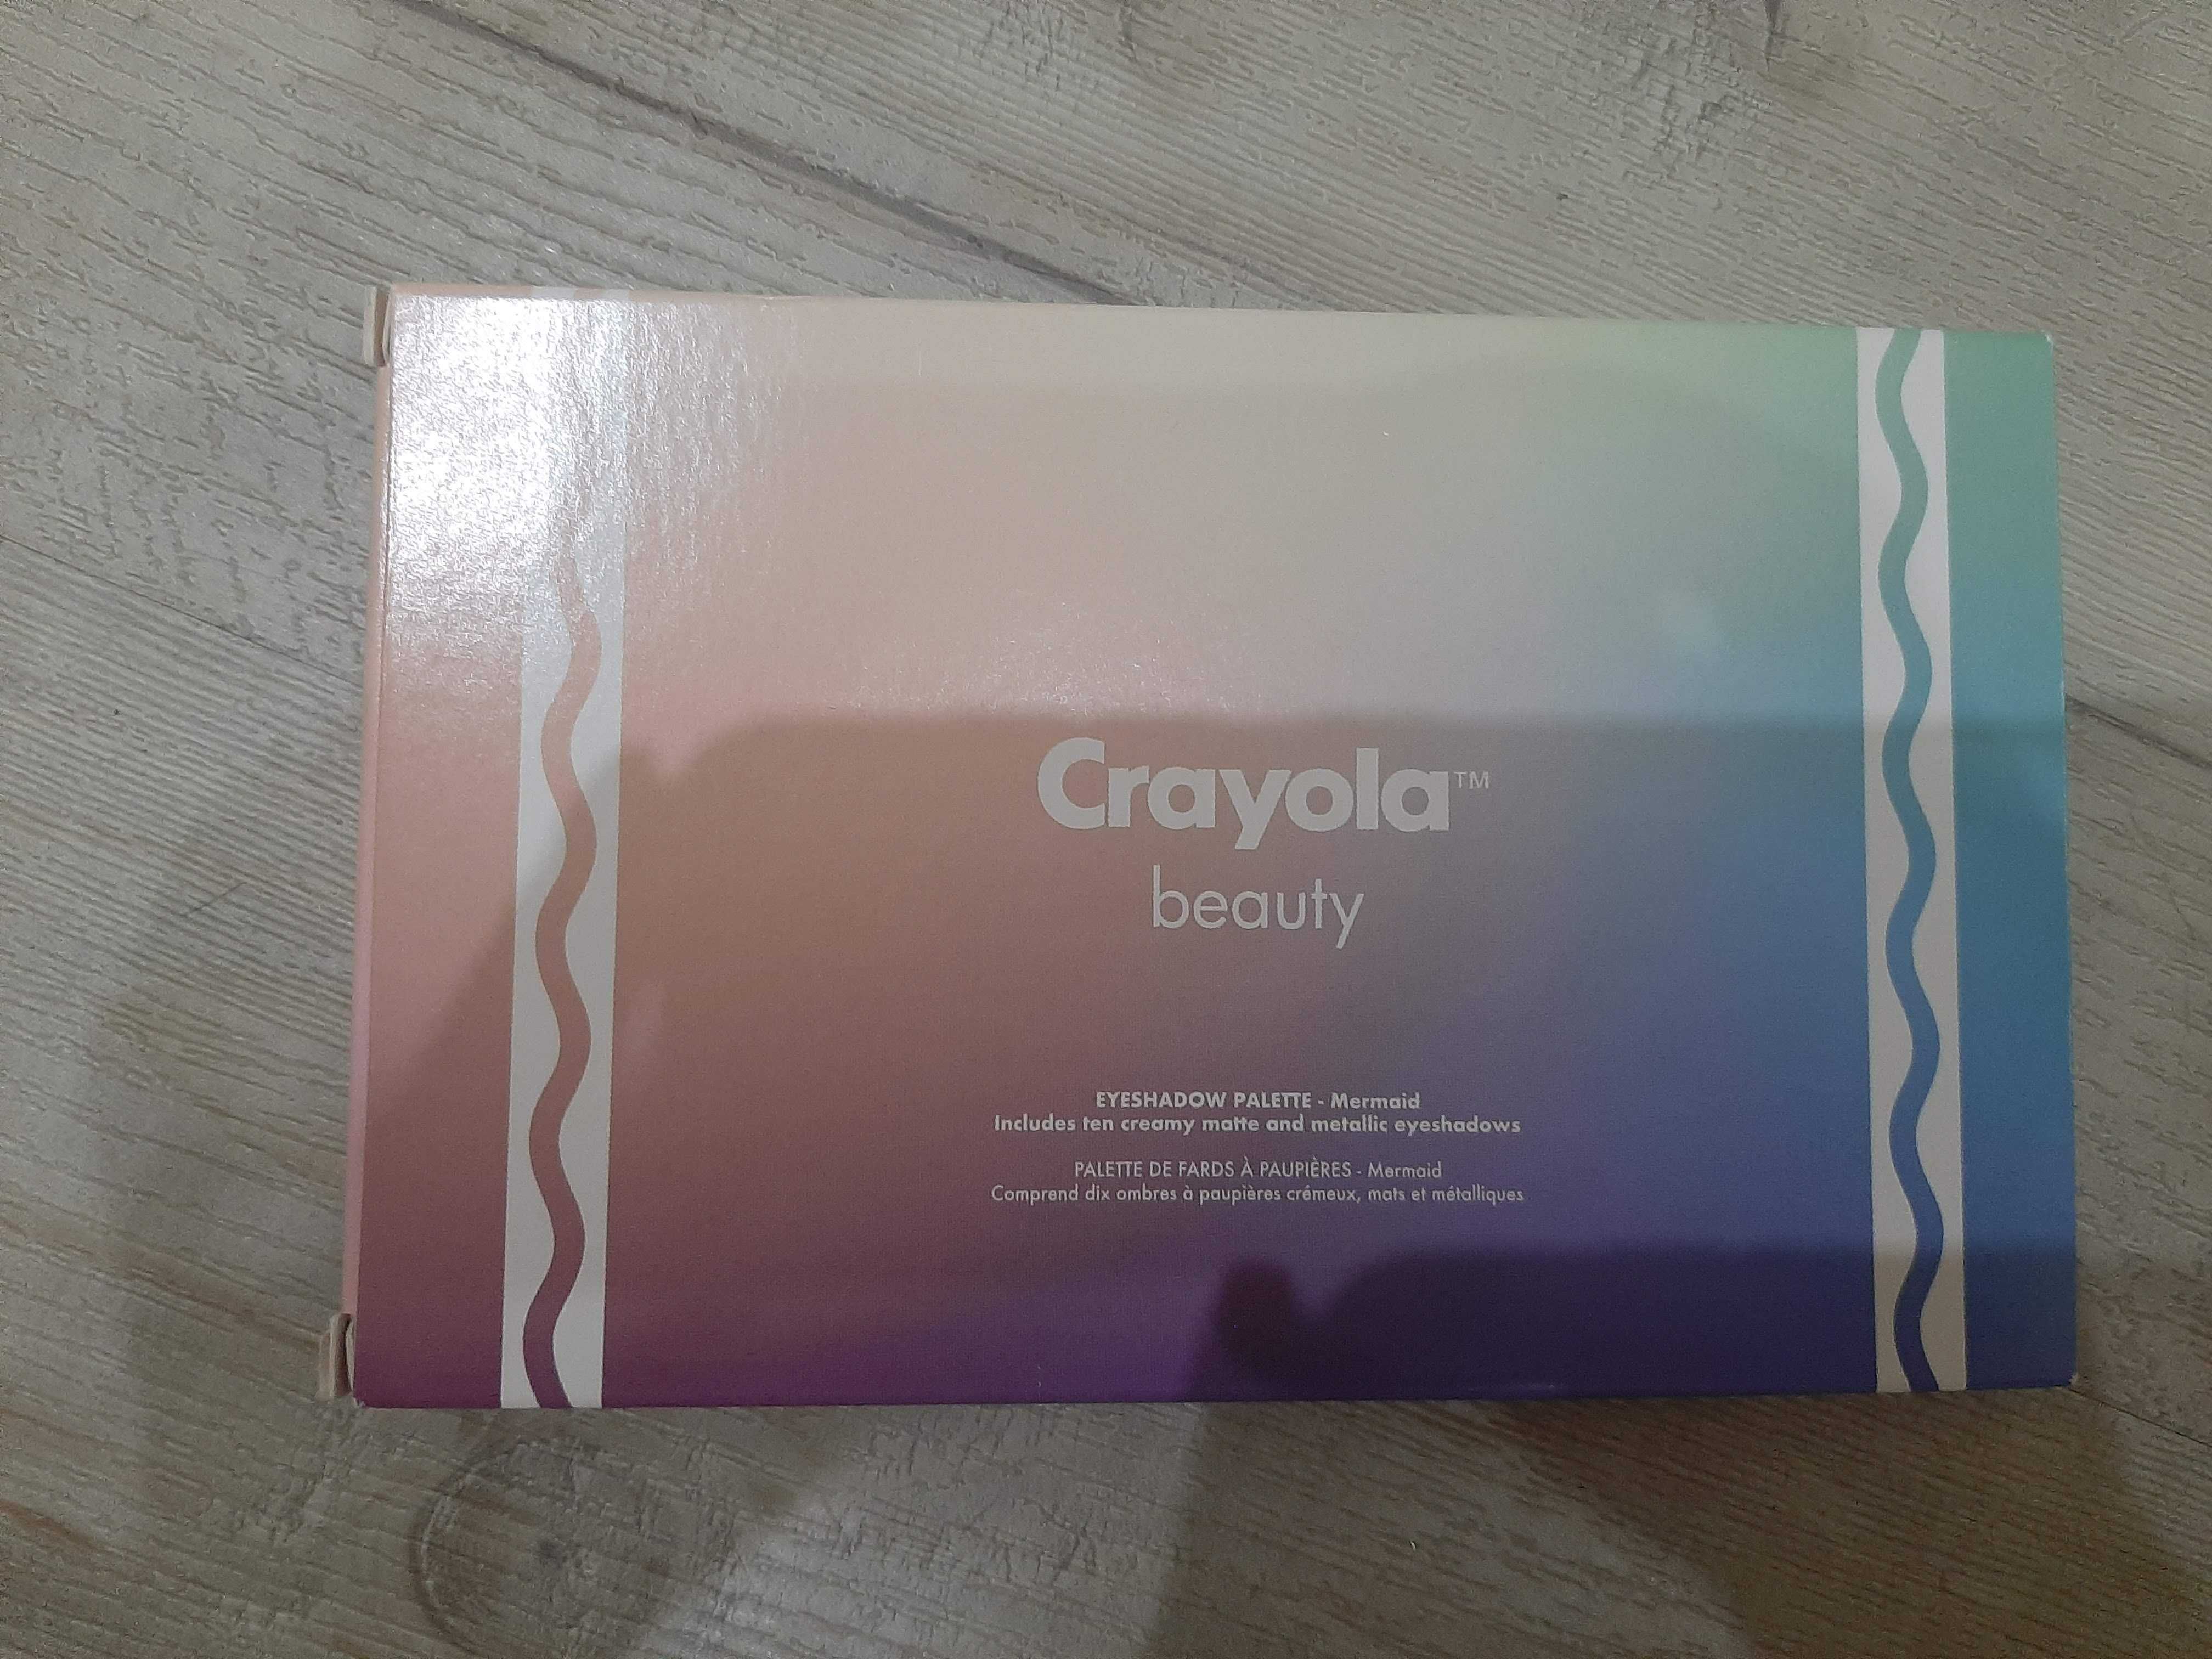 Crayola™
beauty
EYESHADOW PALETTE - Mermaid
Includes ten creamy matte and metallic eyeshadows
PALETTE DE FARDS À PAUPIÈRES - Mermaid
Comprend dix ombres à paupières crémeux, mats et métalliques